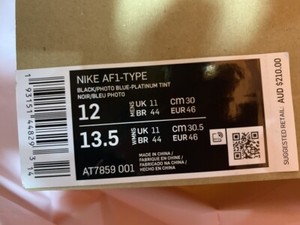 NIKE AF1-TYPE
BLACK/PHOTO BLUE-PLATINUM TINT
NOIR/BLEU PHOTO
12 MENS UK 11 CM 30
BR 44 EUR 46
13.5 WMNS UK 11 CM 30.5
BR 44 EUR 46
AT7859 001
MADE IN CHINA /
FABRIQUÉ EN CHINE /
HECHO EN CHINA
SUGGESTED RETAIL: AUD $210.00